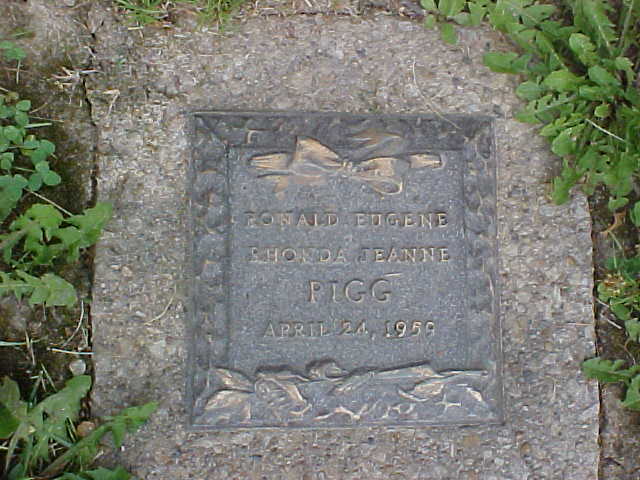 RONALD EUGENE
RHONDA JEANNE
PIGG
APRIL 24, 1959